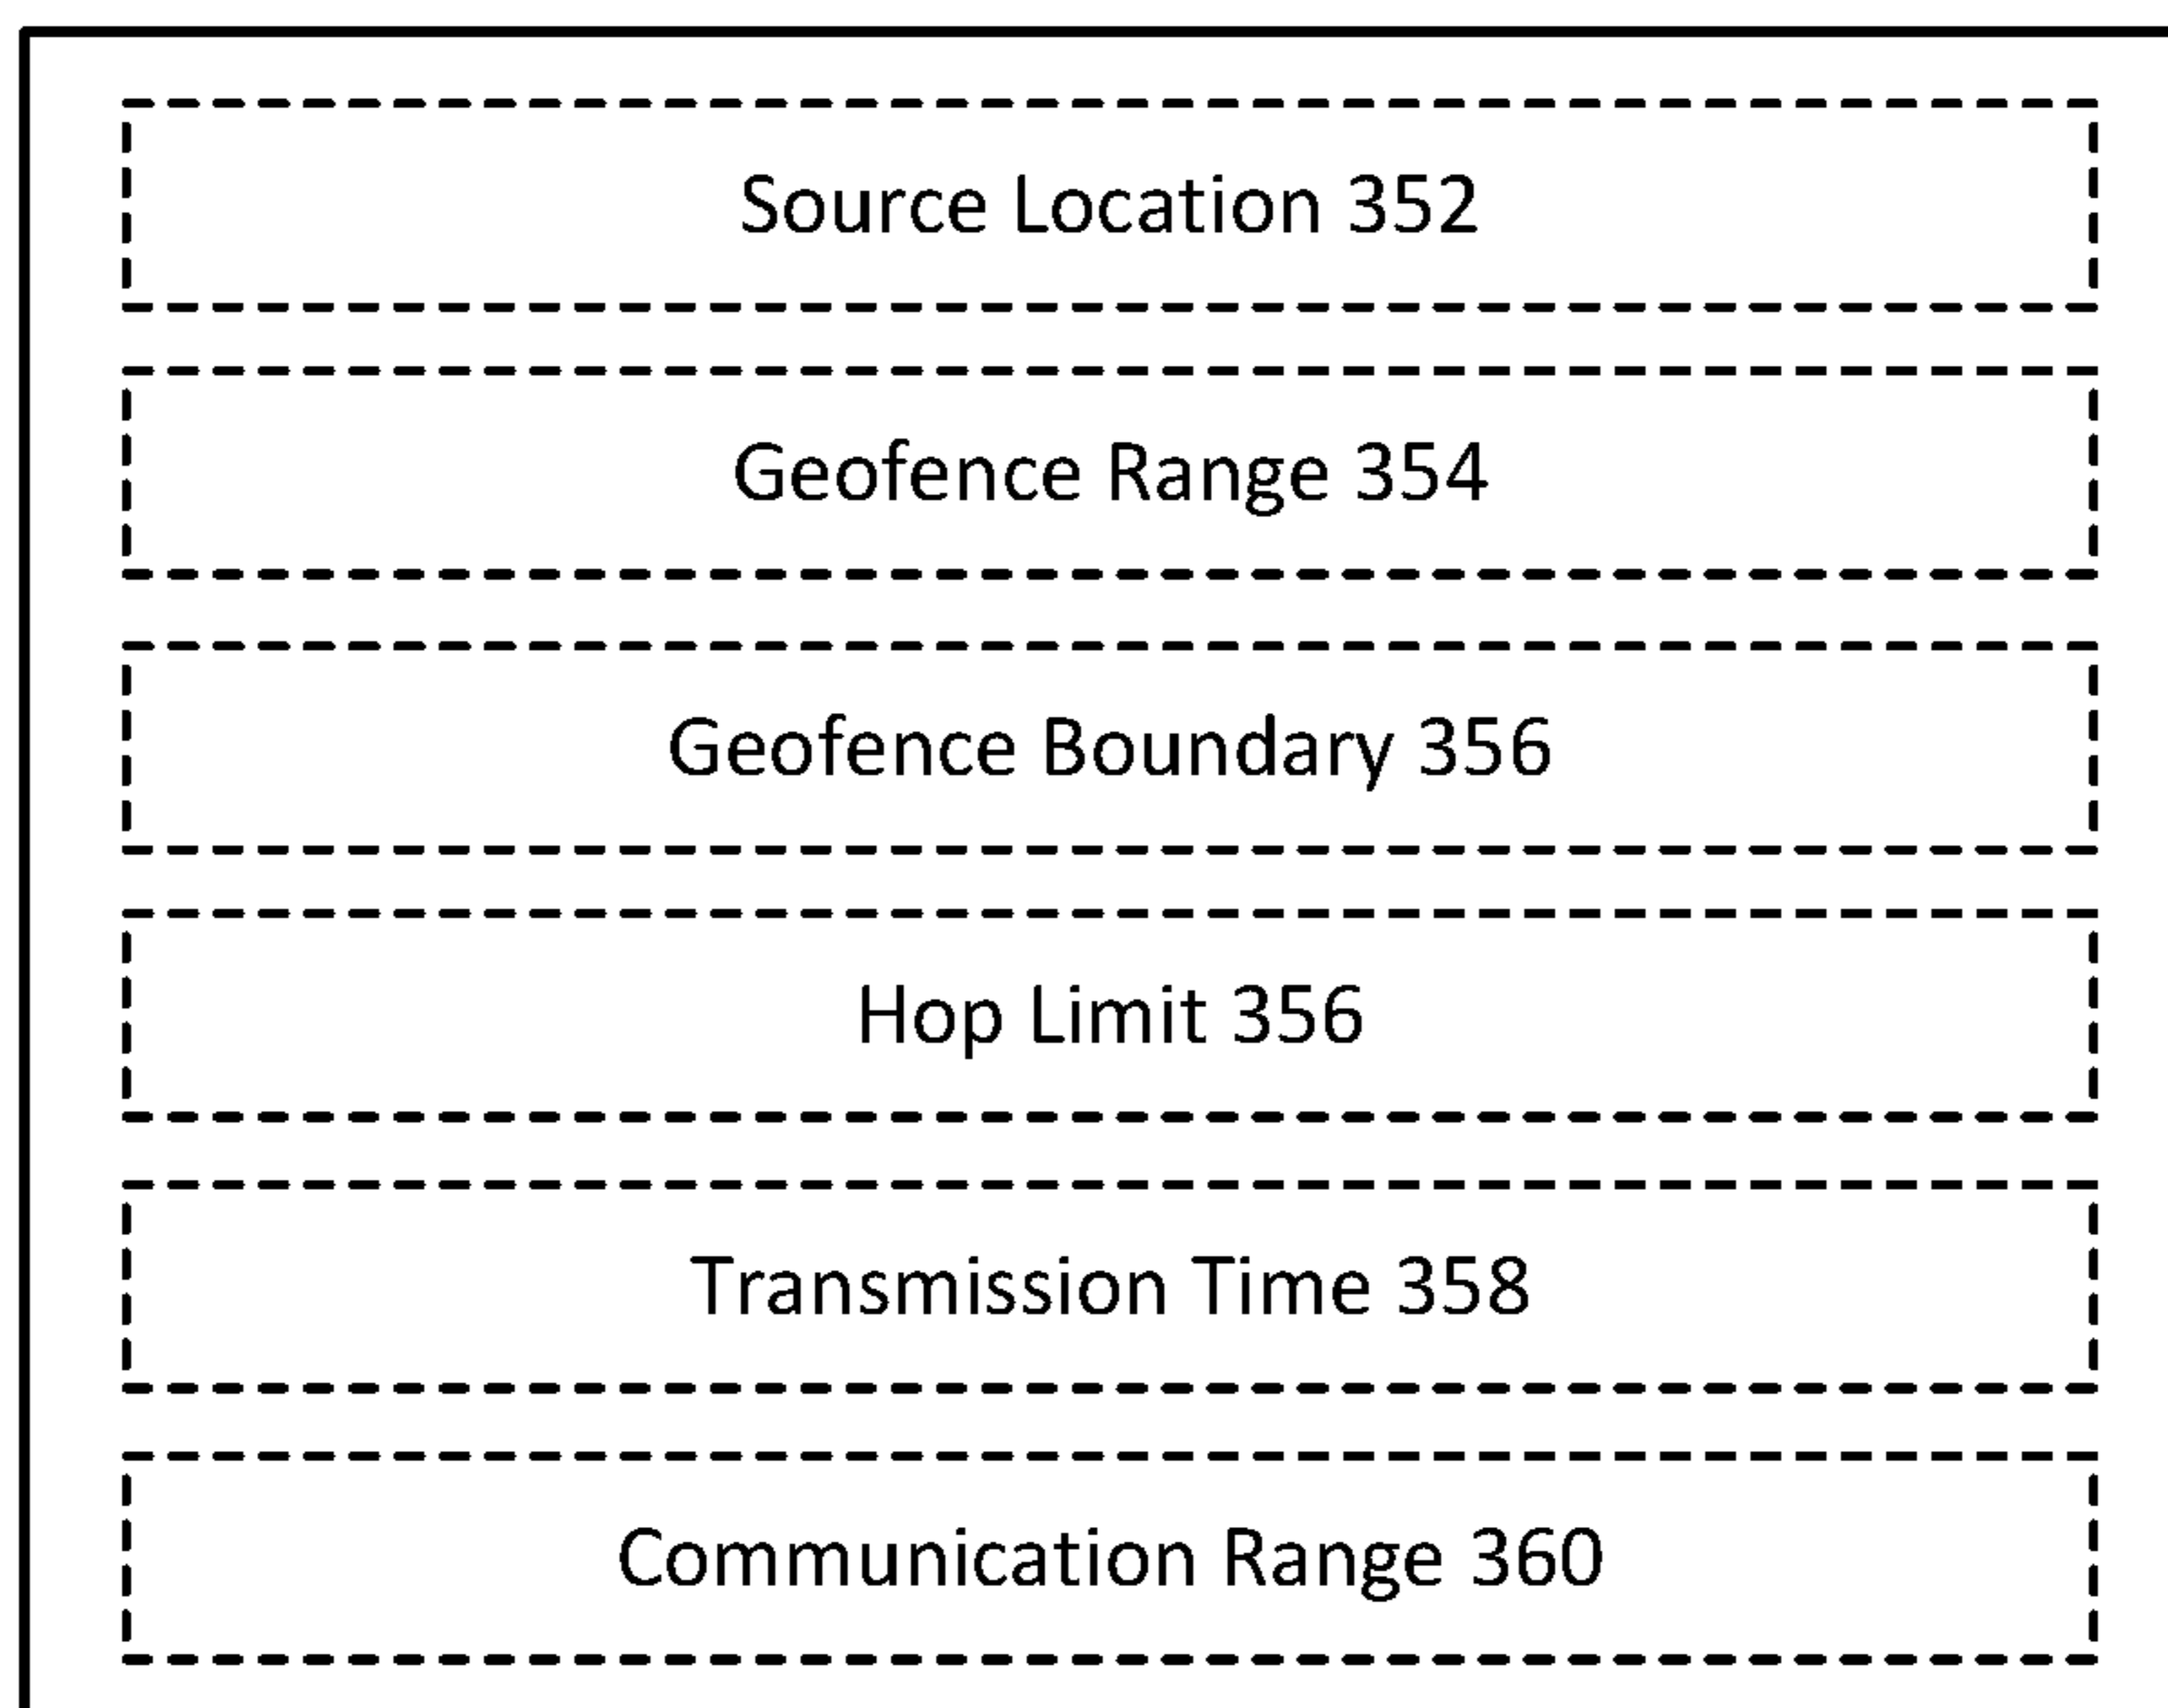 Source Location 352
Geofence Range 354
Geofence Boundary 356
Hop Limit 356
Transmission Time 358
Communication Range 360